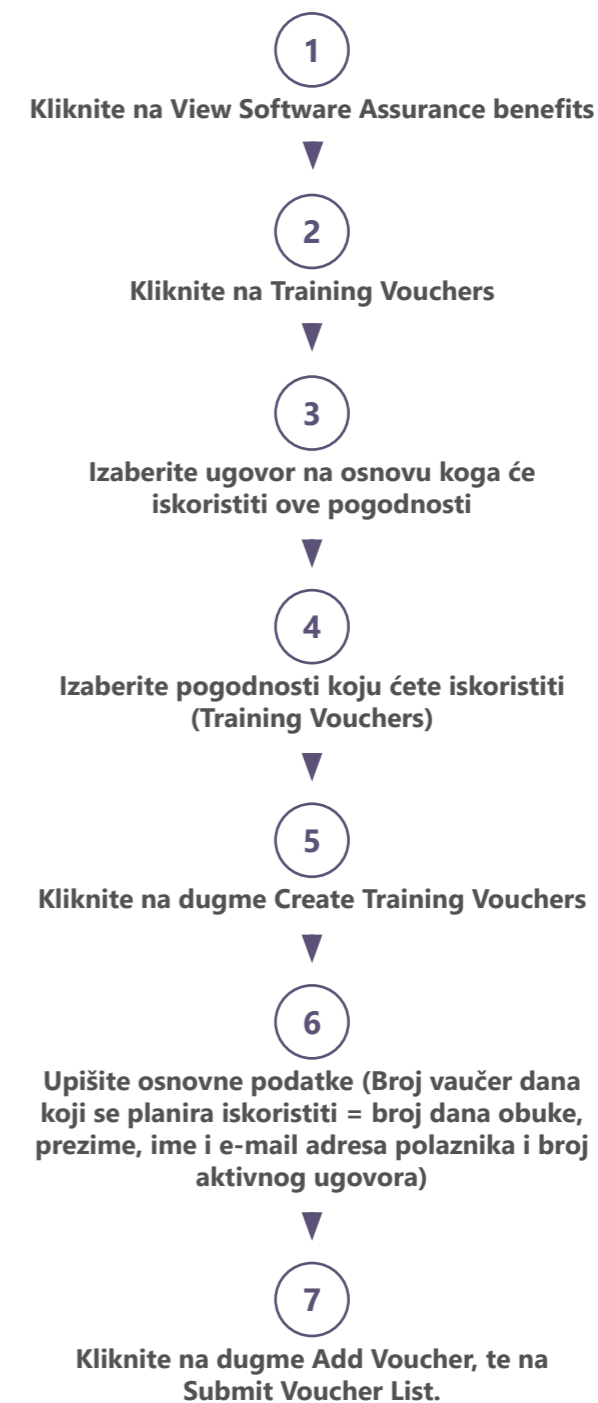 1
Kliknite na View Software Assurance benefits
2
Kliknite na Training Vouchers
3
Izaberite ugovor na osnovu koga će
iskoristiti ove pogodnosti
4
Izaberite pogodnosti koju ćete iskoristiti
(Training Vouchers)
5
Kliknite na dugme Create Training Vouchers
6
Upišite osnovne podatke (Broj vaučer dana
koji se planira iskoristiti = broj dana obuke,
prezime, ime i e-mail adresa polaznika i broj
aktivnog ugovora)
7
Kliknite na dugme Add Voucher, te na
Submit Voucher List.